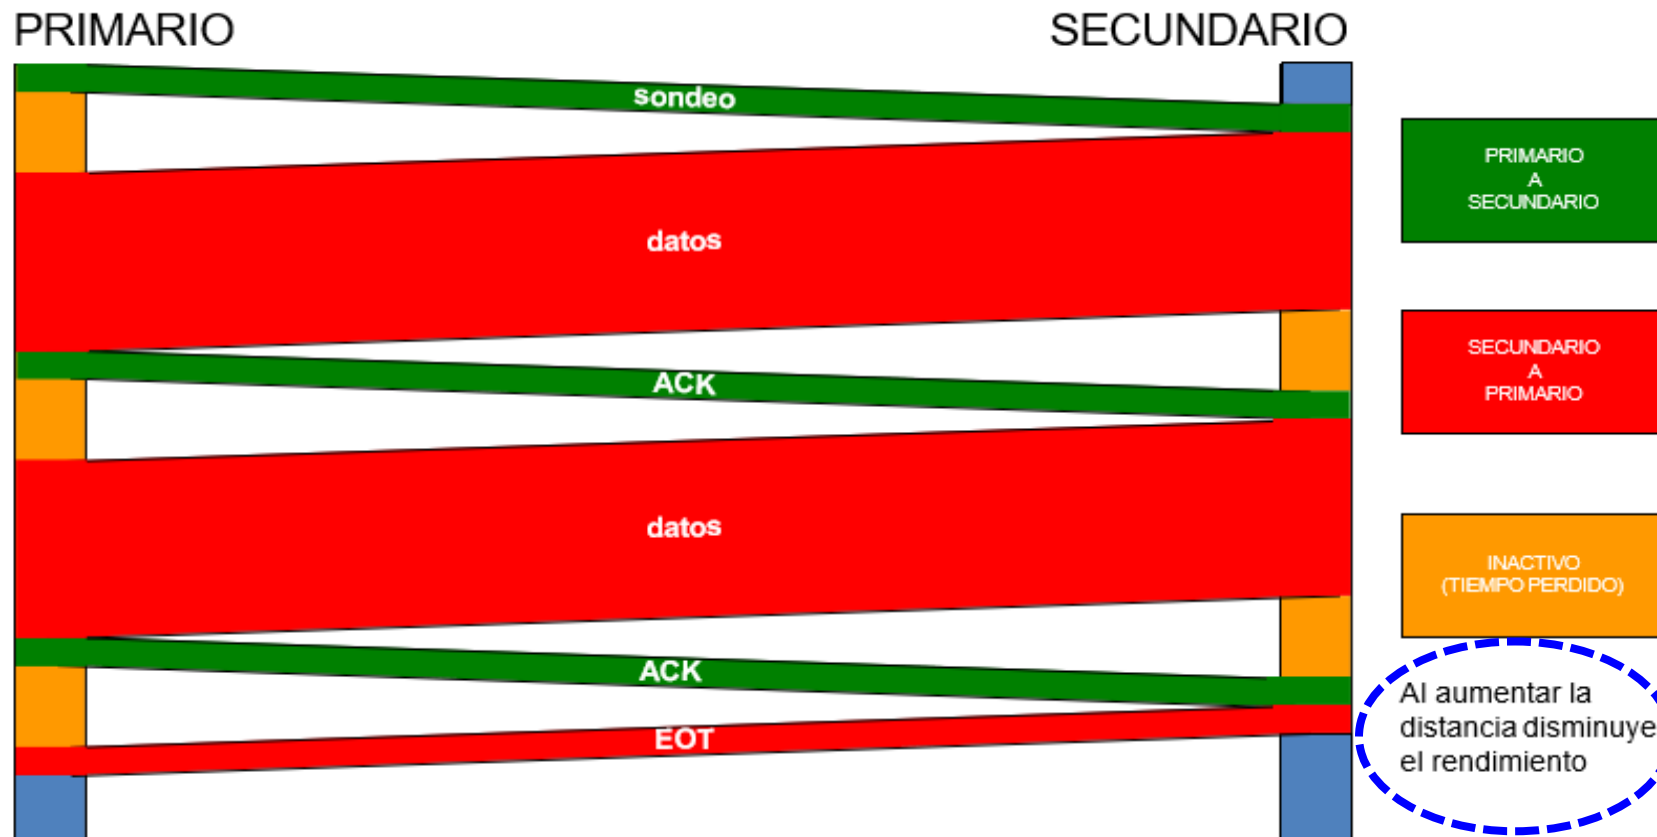 PRIMARIO
SECUNDARIO
sondeo
datos
ACK
datos
ACK
EOT
PRIMARIO
A
SECUNDARIO
SECUNDARIO
A
PRIMARIO
INACTIVO
(TIEMPO PERDIDO)
Al aumentar la
distancia disminuye
el rendimiento